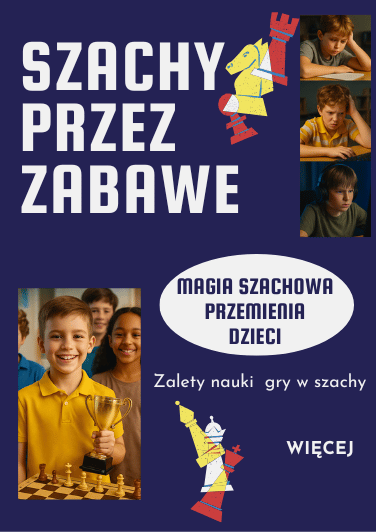 SZACHY
PRZEZ
ZABAWE
MAGIA SZACHOWA
PRZEMIENIA
DZIECI
Zalety nauki gry w szachy
WIĘCEJ